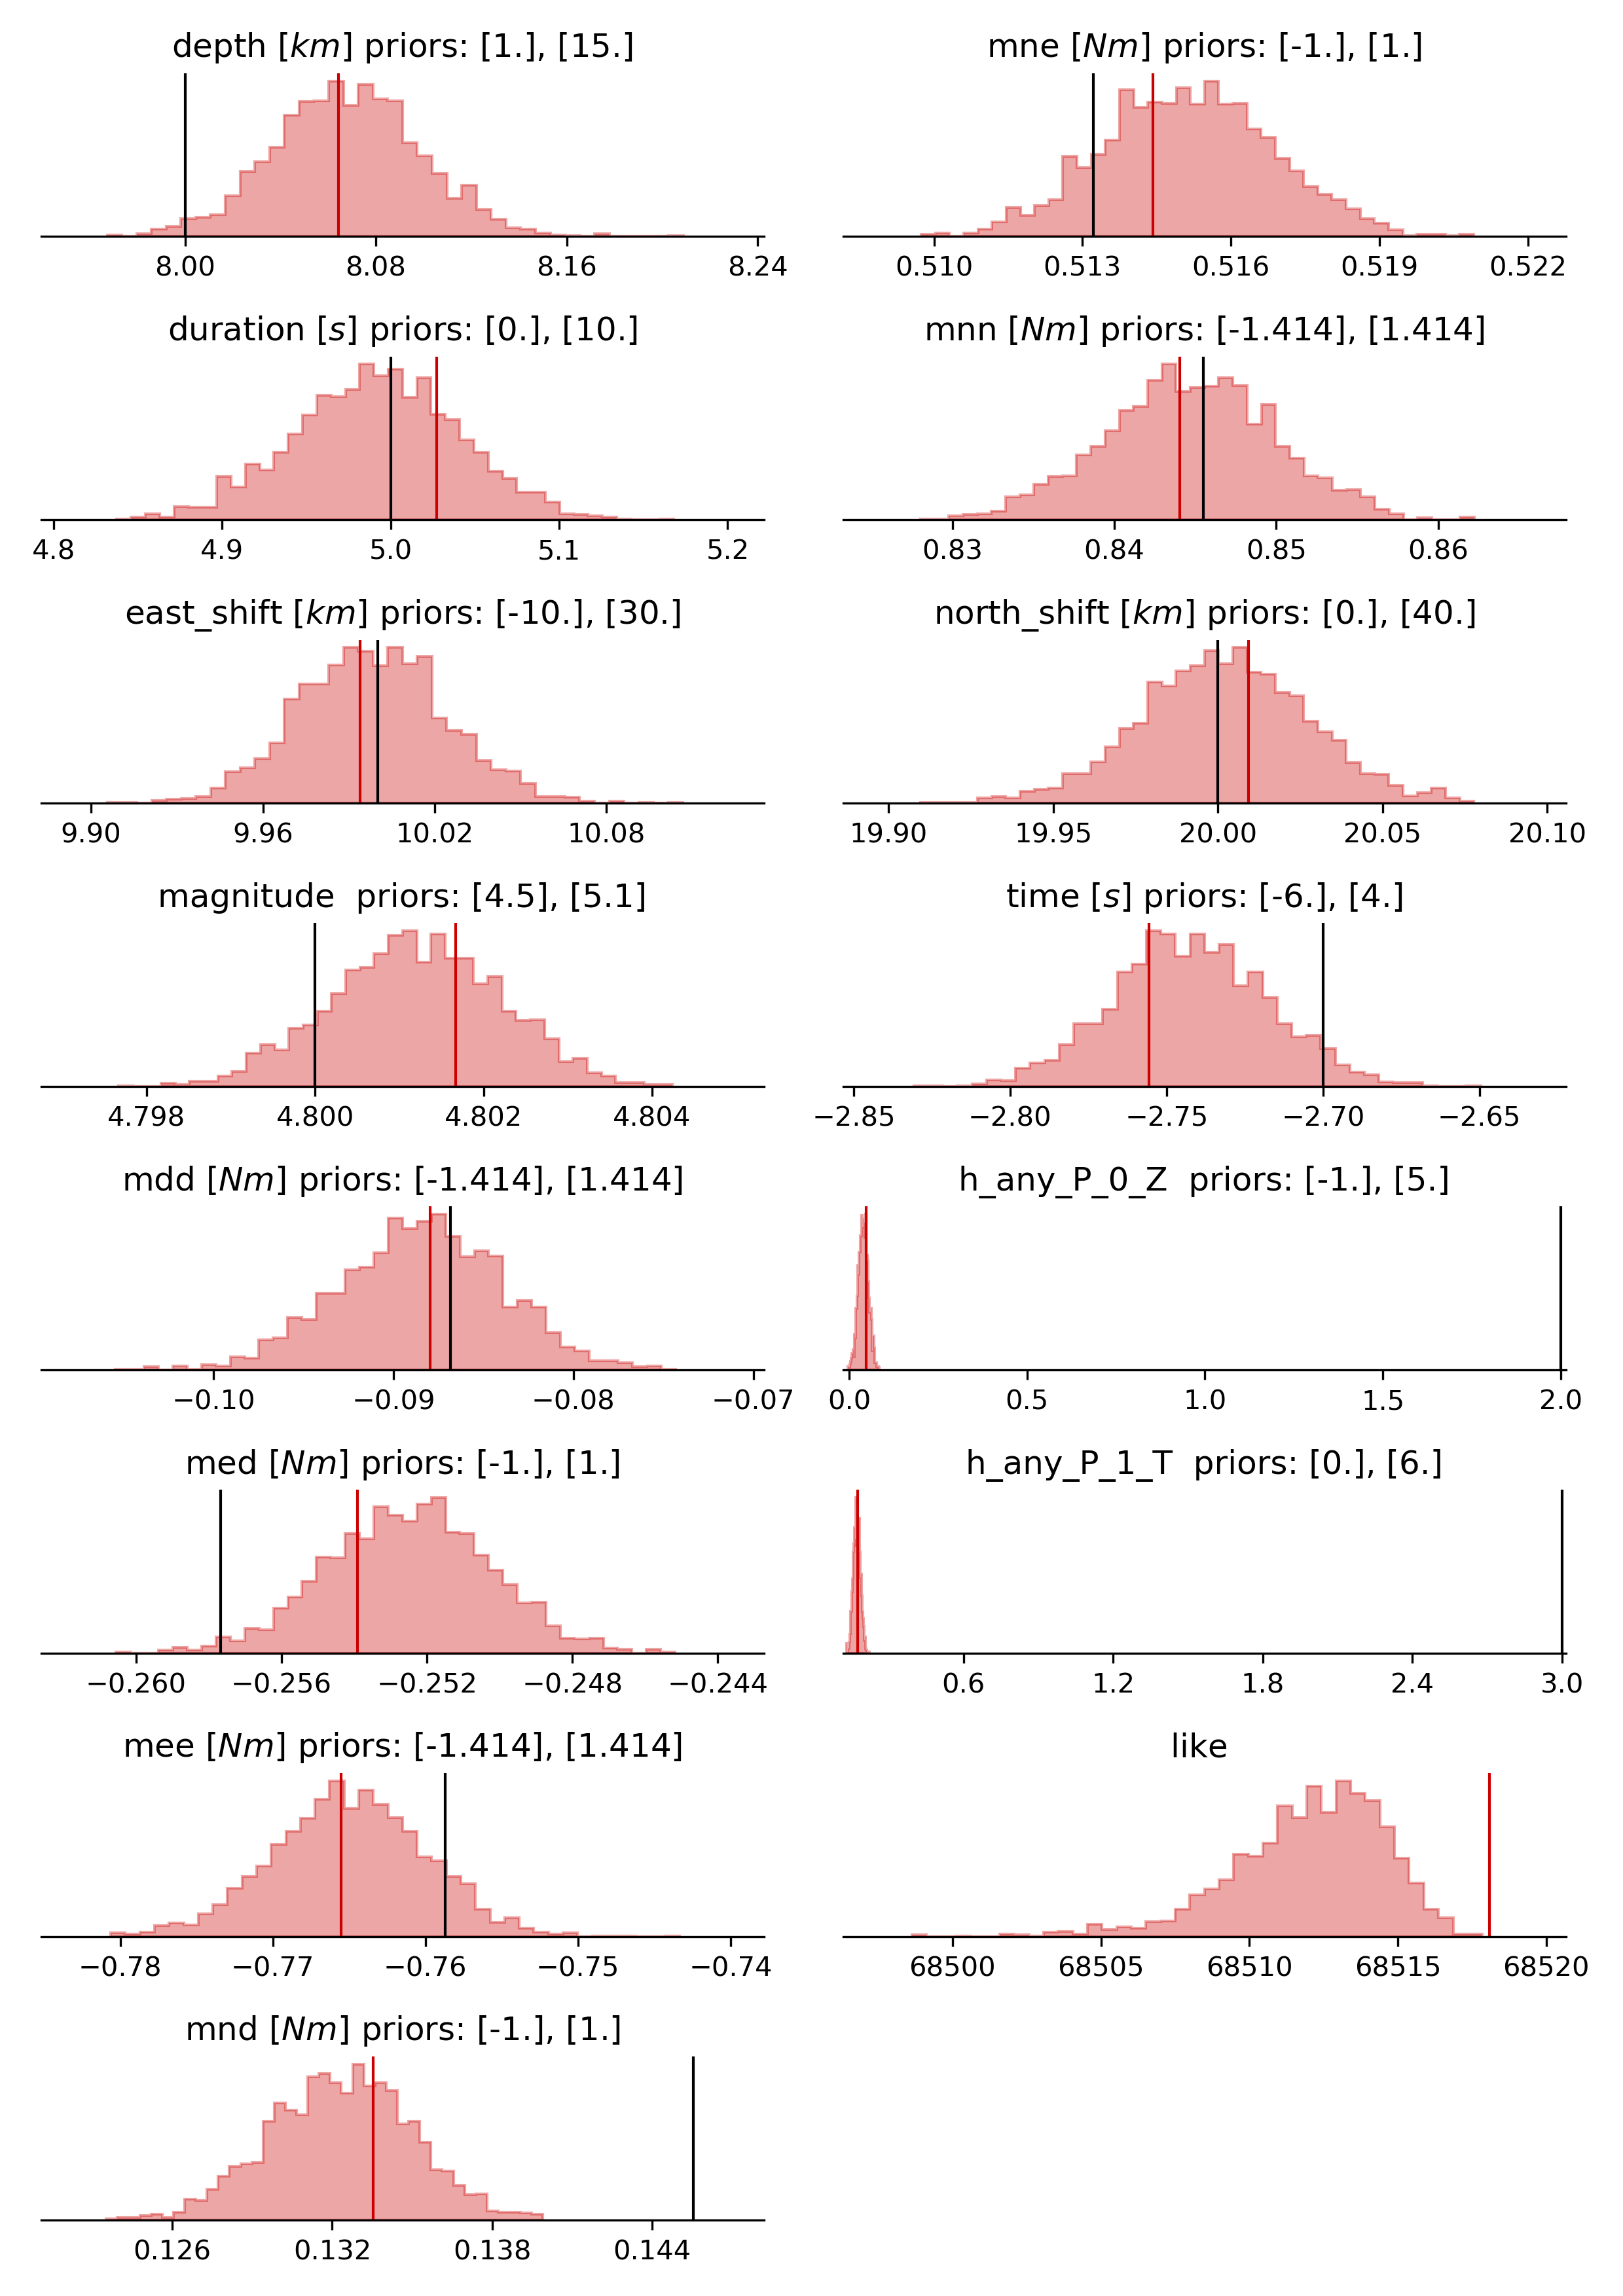 depth [km] priors: [1.], [15.]
8.00 8.08 8.16 8.24
mne [Nm] priors: [-1.], [1.]
0.510 0.513 0.516 0.519 0.522
duration [s] priors: [0.], [10.]
4.8 4.9 5.0 5.1 5.2
mnn [Nm] priors: [-1.414], [1.414]
0.83 0.84 0.85 0.86
east_shift [km] priors: [-10.], [30.]
9.90 9.96 10.02 10.08
north_shift [km] priors: [0.], [40.]
19.90 19.95 20.00 20.05 20.10
magnitude  priors: [4.5], [5.1]
4.798 4.800 4.802 4.804
time [s] priors: [-6.], [4.]
−2.85 −2.80 −2.75 −2.70 −2.65
mdd [Nm] priors: [-1.414], [1.414]
−0.10 −0.09 −0.08 −0.07
h_any_P_0_Z  priors: [-1.], [5.]
0.0 0.5 1.0 1.5 2.0
med [Nm] priors: [-1.], [1.]
−0.260 −0.256 −0.252 −0.248 −0.244
h_any_P_1_T  priors: [0.], [6.]
0.6 1.2 1.8 2.4 3.0
mee [Nm] priors: [-1.414], [1.414]
−0.78 −0.77 −0.76 −0.75 −0.74
like
68500 68505 68510 68515 68520
mnd [Nm] priors: [-1.], [1.]
0.126 0.132 0.138 0.144